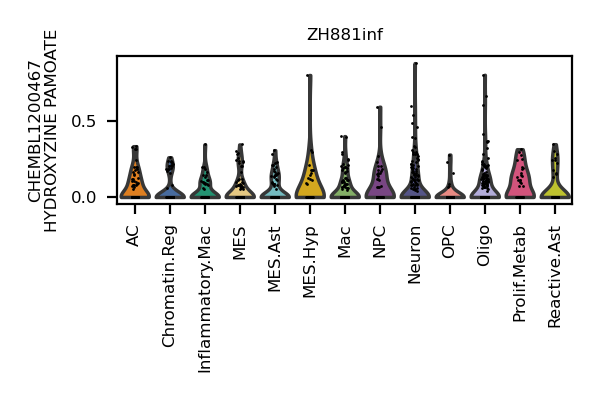 ZH881inf
CHEMBL1200467
HYDROXYZINE PAMOATE
0.5
0.0
AC
Chromatin.Reg
Inflammatory.Mac
MES
MES.Ast
MES.Hyp
Mac
NPC
Neuron
OPC
Oligo
Prolif.Metab
Reactive.Ast